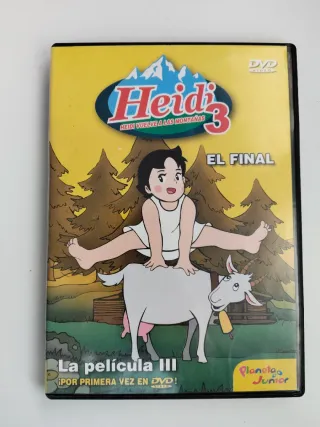 DVD
VIDEO
Heidi
3
HEIDI VUELVE A LAS MONTAÑAS
EL FINAL
La película III
¡POR PRIMERA VEZ EN DVD!
Planeta
Junior